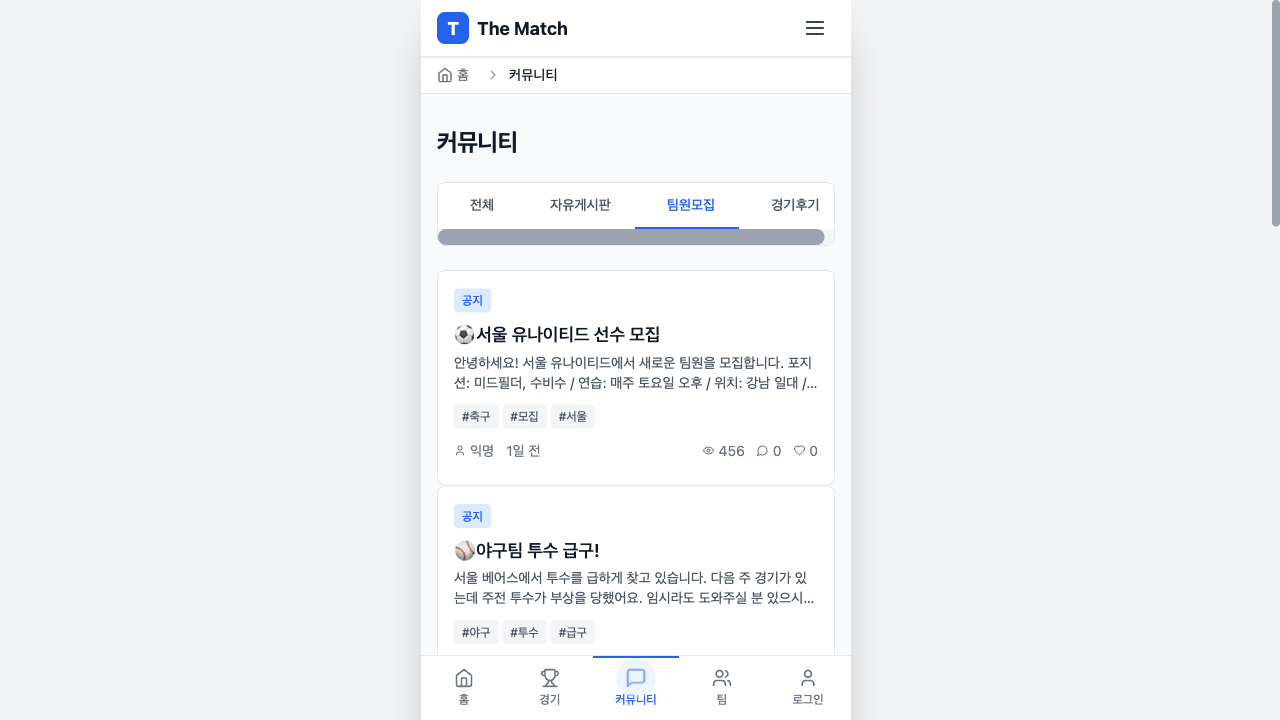 T The Match
홈 커뮤니티
커뮤니티
전체 자유게시판 팀원모집 경기후기
공지
⚽서울 유나이티드 선수 모집
안녕하세요! 서울 유나이티드에서 새로운 팀원을 모집합니다. 포지
션: 미드필더, 수비수 / 연습: 매주 토요일 오후 / 위치: 강남 일대 /...
#축구 #모집 #서울
익명 1일 전 456 0 0
공지
⚾야구팀 투수 급구!
서울 베어스에서 투수를 급하게 찾고 있습니다. 다음 주 경기가 있
는데 주전 투수가 부상을 당했어요. 임시라도 도와주실 분 있으시...
#야구 #투수 #급구
홈 경기 커뮤니티 팀 로그인